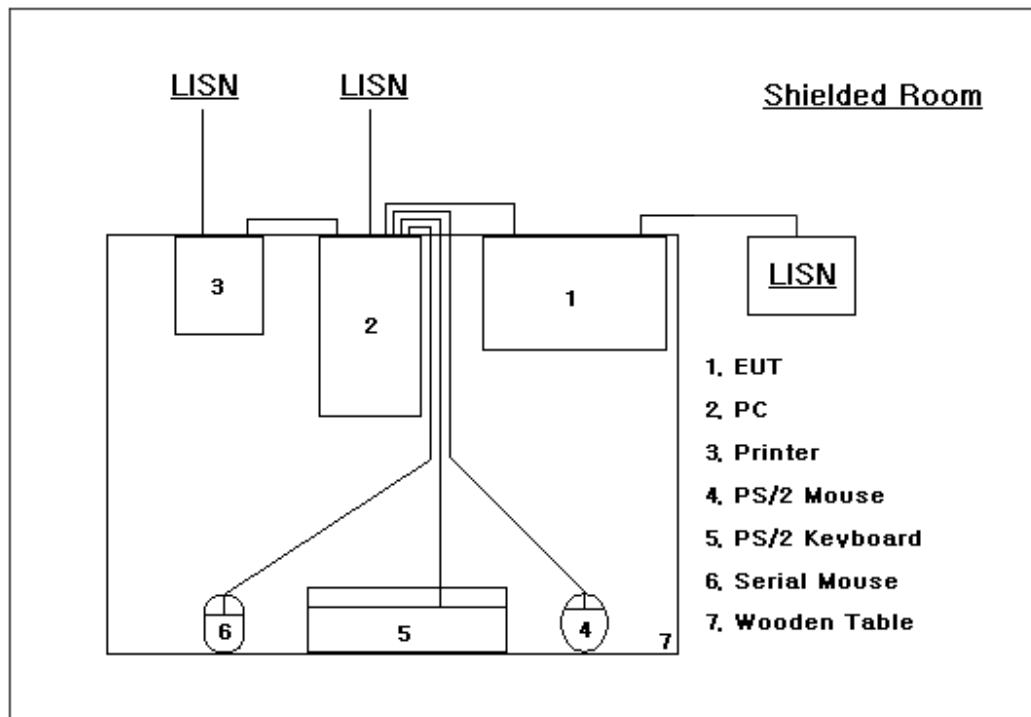 LISN
LISN
Shielded Room
LISN
3
2
1
1, EUT
2, PC
3, Printer
4, PS/2 Mouse
5, PS/2 Keyboard
6, Serial Mouse
7, Wooden Table
6
5
4
7